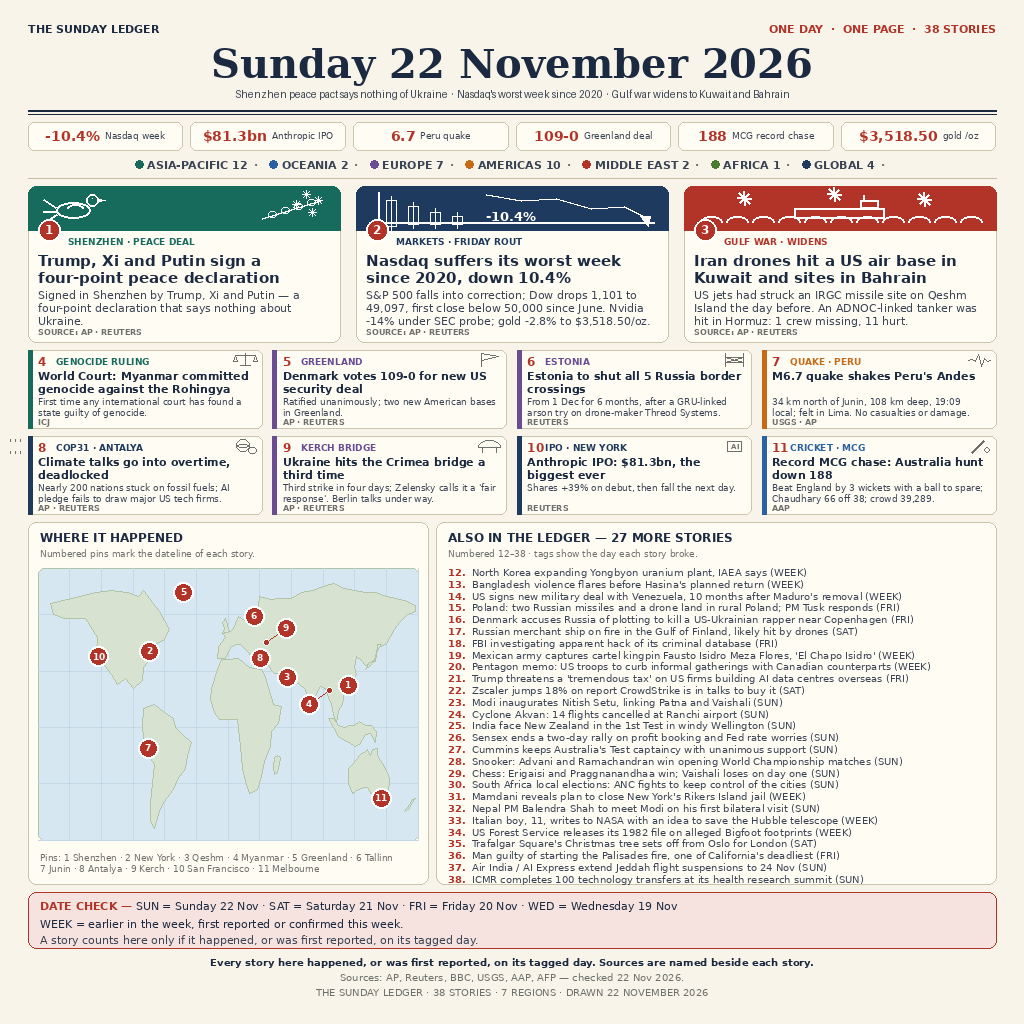 THE SUNDAY LEDGER
ONE DAY · ONE PAGE · 38 STORIES
Sunday 22 November 2026
Shenzhen peace pact says nothing of Ukraine · Nasdaq's worst week since 2020 · Gulf war widens to Kuwait and Bahrain
-10.4% Nasdaq week
$81.3bn Anthropic IPO
6.7 Peru quake
109-0 Greenland deal
188 MCG record chase
$3,518.50 gold /oz
ASIA-PACIFIC 12 · OCEANIA 2 · EUROPE 7 · AMERICAS 10 · MIDDLE EAST 2 · AFRICA 1 · GLOBAL 4 ·
1 SHENZHEN · PEACE DEAL
Trump, Xi and Putin sign a
four-point peace declaration
Signed in Shenzhen by Trump, Xi and Putin — a
four-point declaration that says nothing about
Ukraine.
SOURCE: AP · REUTERS
-10.4%
2 MARKETS · FRIDAY ROUT
Nasdaq suffers its worst week
since 2020, down 10.4%
S&P 500 falls into correction; Dow drops 1,101 to
49,097, first close below 50,000 since June. Nvidia
-14% under SEC probe; gold -2.8% to $3,518.50/oz.
SOURCE: AP · REUTERS
3 GULF WAR · WIDENS
Iran drones hit a US air base in
Kuwait and sites in Bahrain
US jets had struck an IRGC missile site on Qeshm
Island the day before. An ADNOC-linked tanker was
hit in Hormuz: 1 crew missing, 11 hurt.
SOURCE: AP · REUTERS
4 GENOCIDE RULING
World Court: Myanmar committed
genocide against the Rohingya
First time any international court has found a
state guilty of genocide.
ICJ
5 GREENLAND
Denmark votes 109-0 for new US
security deal
Ratified unanimously; two new American bases
in Greenland.
AP · REUTERS
6 ESTONIA
Estonia to shut all 5 Russia border
crossings
From 1 Dec for 6 months, after a GRU-linked
arson try on drone-maker Threod Systems.
REUTERS
7 QUAKE · PERU
M6.7 quake shakes Peru's Andes
34 km north of Junin, 108 km deep, 19:09
local; felt in Lima. No casualties or damage.
USGS · AP
8 COP31 · ANTALYA
Climate talks go into overtime,
deadlocked
Nearly 200 nations stuck on fossil fuels; AI
pledge fails to draw major US tech firms.
AP · REUTERS
9 KERCH BRIDGE
Ukraine hits the Crimea bridge a
third time
Third strike in four days; Zelensky calls it a 'fair
response'. Berlin talks under way.
AP · REUTERS
10 IPO · NEW YORK
AI
Anthropic IPO: $81.3bn, the
biggest ever
Shares +39% on debut, then fall the next day.
REUTERS
11 CRICKET · MCG
Record MCG chase: Australia hunt
down 188
Beat England by 3 wickets with a ball to spare;
Chaudhary 66 off 38; crowd 39,289.
AAP
WHERE IT HAPPENED
Numbered pins mark the dateline of each story.
5
6
9
10
2
8
3
1
4
7
11
Pins: 1 Shenzhen · 2 New York · 3 Qeshm · 4 Myanmar · 5 Greenland · 6 Tallinn
7 Junin · 8 Antalya · 9 Kerch · 10 San Francisco · 11 Melbourne
ALSO IN THE LEDGER — 27 MORE STORIES
Numbered 12–38 · tags show the day each story broke.
12. North Korea expanding Yongbyon uranium plant, IAEA says (WEEK)
13. Bangladesh violence flares before Hasina's planned return (WEEK)
14. US signs new military deal with Venezuela, 10 months after Maduro's removal (WEEK)
15. Poland: two Russian missiles and a drone land in rural Poland; PM Tusk responds (FRI)
16. Denmark accuses Russia of plotting to kill a US-Ukrainian rapper near Copenhagen (FRI)
17. Russian merchant ship on fire in the Gulf of Finland, likely hit by drones (SAT)
18. FBI investigating apparent hack of its criminal database (FRI)
19. Mexican army captures cartel kingpin Fausto Isidro Meza Flores, 'El Chapo Isidro' (WEEK)
20. Pentagon memo: US troops to curb informal gatherings with Canadian counterparts (WEEK)
21. Trump threatens a 'tremendous tax' on US firms building AI data centres overseas (FRI)
22. Zscaler jumps 18% on report CrowdStrike is in talks to buy it (SAT)
23. Modi inaugurates Nitish Setu, linking Patna and Vaishali (SUN)
24. Cyclone Akvan: 14 flights cancelled at Ranchi airport (SUN)
25. India face New Zealand in the 1st Test in windy Wellington (SUN)
26. Sensex ends a two-day rally on profit booking and Fed rate worries (SUN)
27. Cummins keeps Australia's Test captaincy with unanimous support (SUN)
28. Snooker: Advani and Ramachandran win opening World Championship matches (SUN)
29. Chess: Erigaisi and Praggnanandhaa win; Vaishali loses on day one (SUN)
30. South Africa local elections: ANC fights to keep control of the cities (SUN)
31. Mamdani reveals plan to close New York's Rikers Island jail (WEEK)
32. Nepal PM Balendra Shah to meet Modi on his first bilateral visit (SUN)
33. Italian boy, 11, writes to NASA with an idea to save the Hubble telescope (WEEK)
34. US Forest Service releases its 1982 file on alleged Bigfoot footprints (WEEK)
35. Trafalgar Square's Christmas tree sets off from Oslo for London (SAT)
36. Man guilty of starting the Palisades fire, one of California's deadliest (FRI)
37. Air India / AI Express extend Jeddah flight suspensions to 24 Nov (SUN)
38. ICMR completes 100 technology transfers at its health research summit (SUN)
DATE CHECK — SUN = Sunday 22 Nov · SAT = Saturday 21 Nov · FRI = Friday 20 Nov · WED = Wednesday 19 Nov
WEEK = earlier in the week, first reported or confirmed this week.
A story counts here only if it happened, or was first reported, on its tagged day.
Every story here happened, or was first reported, on its tagged day. Sources are named beside each story.
Sources: AP, Reuters, BBC, USGS, AAP, AFP — checked 22 Nov 2026.
THE SUNDAY LEDGER · 38 STORIES · 7 REGIONS · DRAWN 22 NOVEMBER 2026